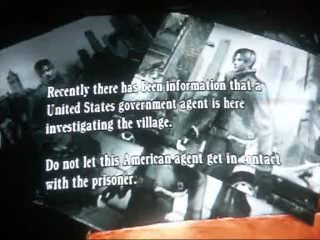 Recently there has been information that a
United States government agent is here
investigating the village.
Do not let this American agent get in contact
with the prisoner.